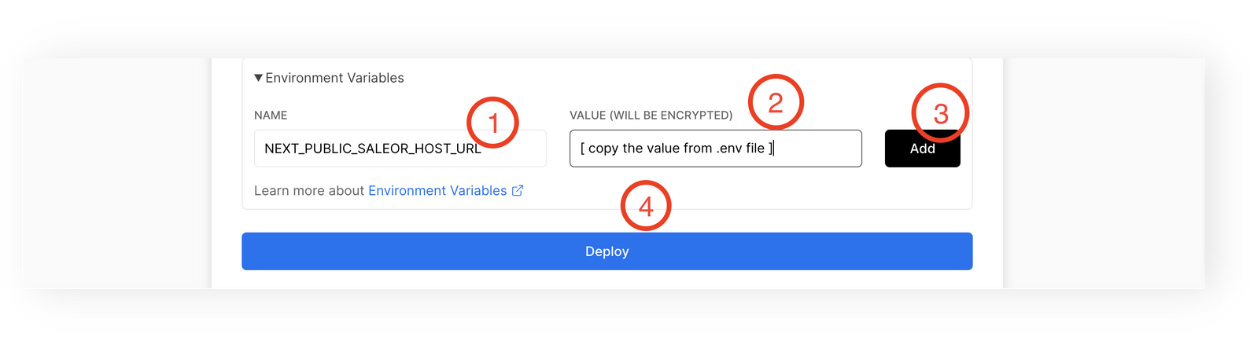 ▼ Environment Variables
NAME
1
VALUE (WILL BE ENCRYPTED)
2
3
NEXT_PUBLIC_SALEOR_HOST_URL
[ copy the value from .env file ]
Add
Learn more about Environment Variables
4
Deploy